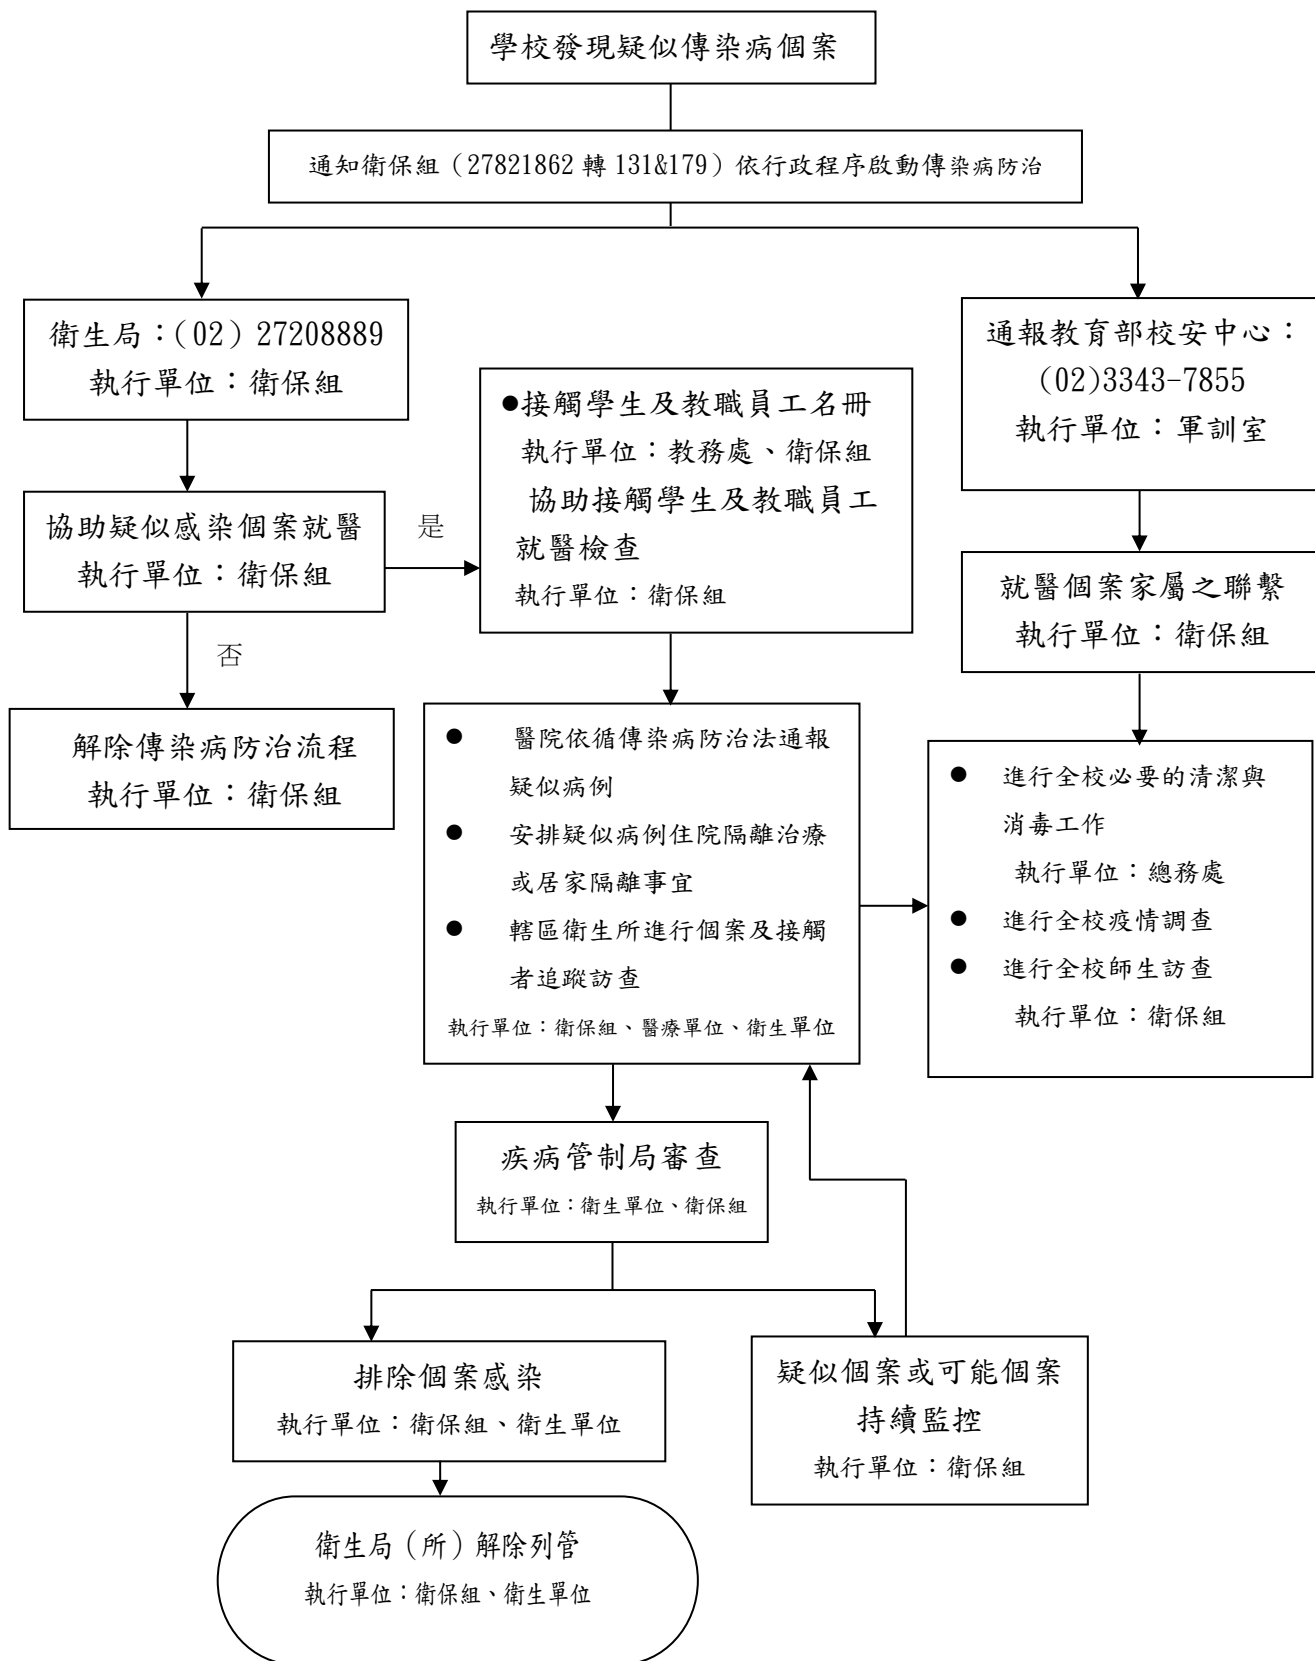 學校發現疑似傳染病個案
通知衛保組（27821862 轉 131&179）依行政程序啟動傳染病防治
衛生局：(02) 27208889
執行單位：衛保組
通報教育部校安中心：
(02)3343-7855
執行單位：軍訓室
●接觸學生及教職員工名冊
執行單位：教務處、衛保組
協助接觸學生及教職員工
就醫檢查
執行單位：衛保組
協助疑似感染個案就醫
執行單位：衛保組
是
否
就醫個案家屬之聯繫
執行單位：衛保組
解除傳染病防治流程
執行單位：衛保組
● 醫院依循傳染病防治法通報
疑似病例
● 安排疑似病例住院隔離治療
或居家隔離事宜
● 轄區衛生所進行個案及接觸
者追蹤訪查
執行單位：衛保組、醫療單位、衛生單位
● 進行全校必要的清潔與
消毒工作
執行單位：總務處
● 進行全校疫情調查
● 進行全校師生訪查
執行單位：衛保組
疾病管制局審查
執行單位：衛生單位、衛保組
排除個案感染
執行單位：衛保組、衛生單位
疑似個案或可能個案
持續監控
執行單位：衛保組
衛生局（所）解除列管
執行單位：衛保組、衛生單位